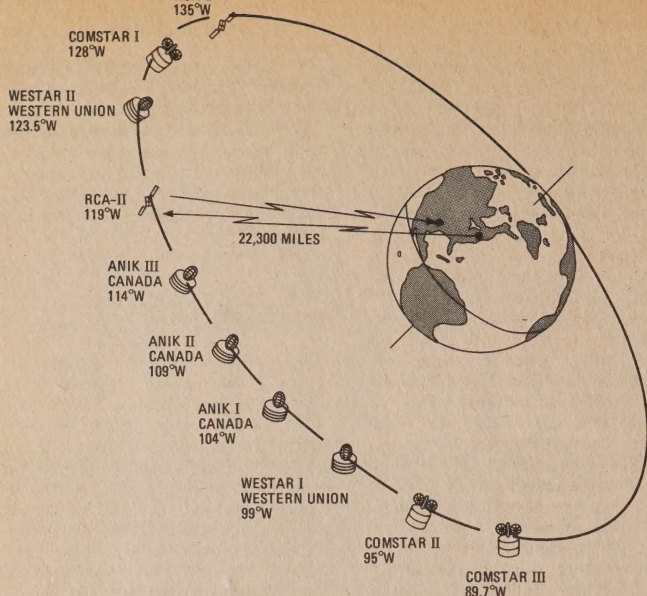 135°W
COMSTAR I
128°W
WESTAR II
WESTERN UNION
123.5°W
RCA-II
119°W
22,300 MILES
ANIK III
CANADA
114°W
ANIK II
CANADA
109°W
ANIK I
CANADA
104°W
WESTAR I
WESTERN UNION
99°W
COMSTAR II
95°W
COMSTAR III
89.7°W